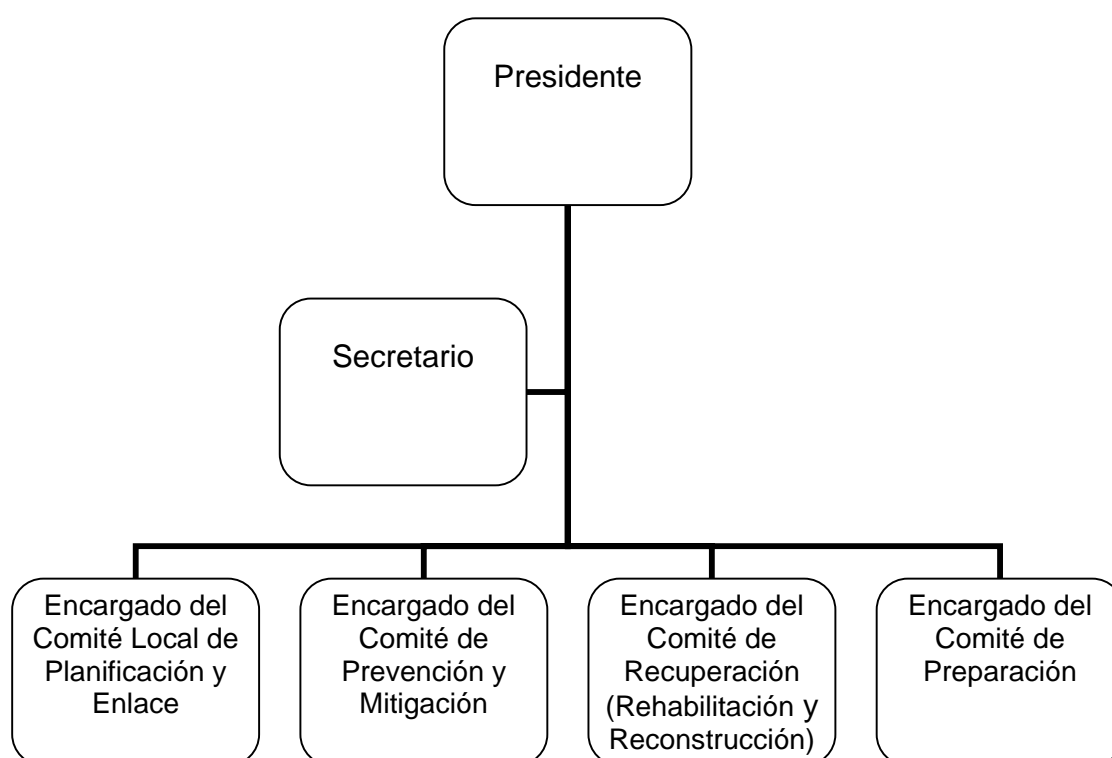 Presidente
Secretario
Encargado del
Comité Local de
Planificación y
Enlace
Encargado del
Comité de
Prevención y
Mitigación
Encargado del
Comité de
Recuperación
(Rehabilitación y
Reconstrucción)
Encargado del
Comité de
Preparación